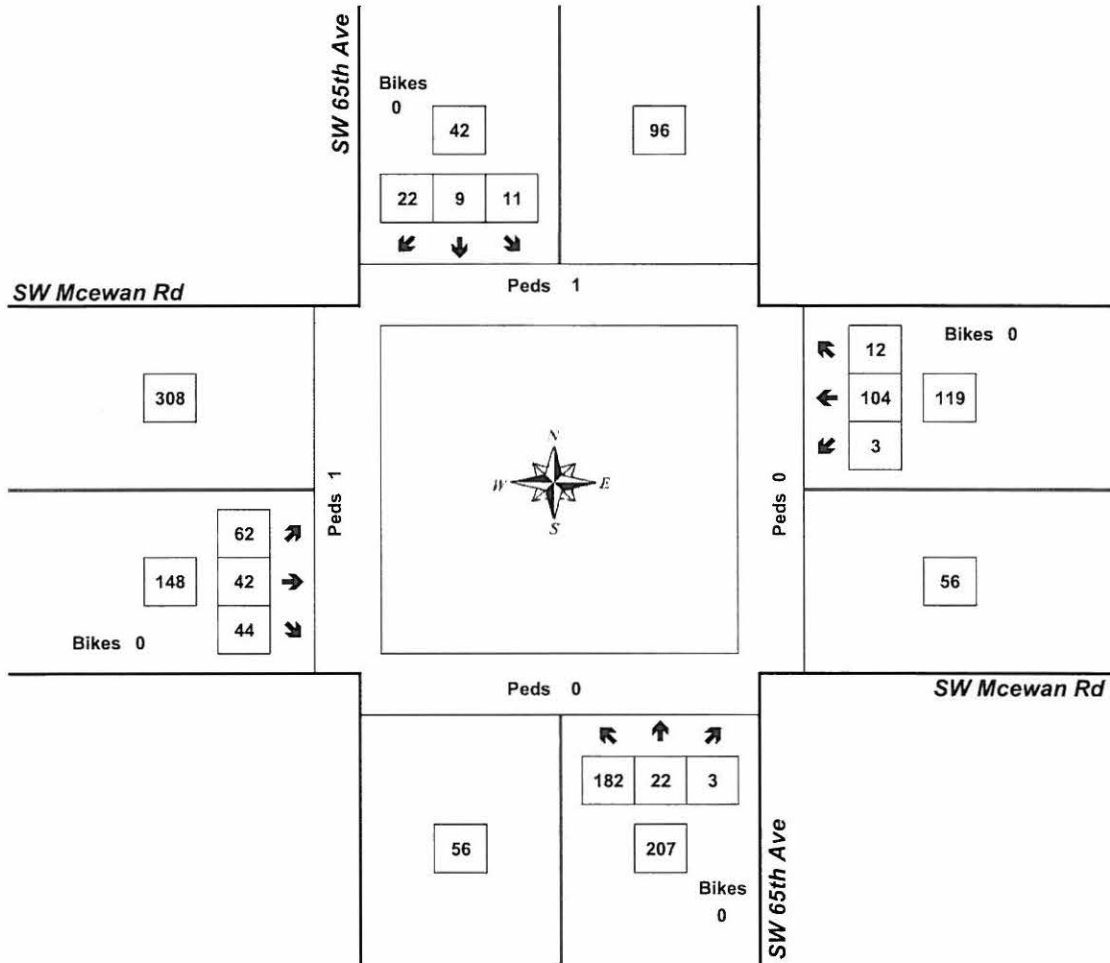 SW 65th Ave
Bikes
0
42
96
22 9 11
Peds 1
SW Mcewan Rd
12
Bikes 0
308
104
119
3
N
W E
S
Peds 1
Peds 0
62
148
42
56
44
Bikes 0
Peds 0
SW Mcewan Rd
182 22 3
56
207
SW 65th Ave
Bikes
0